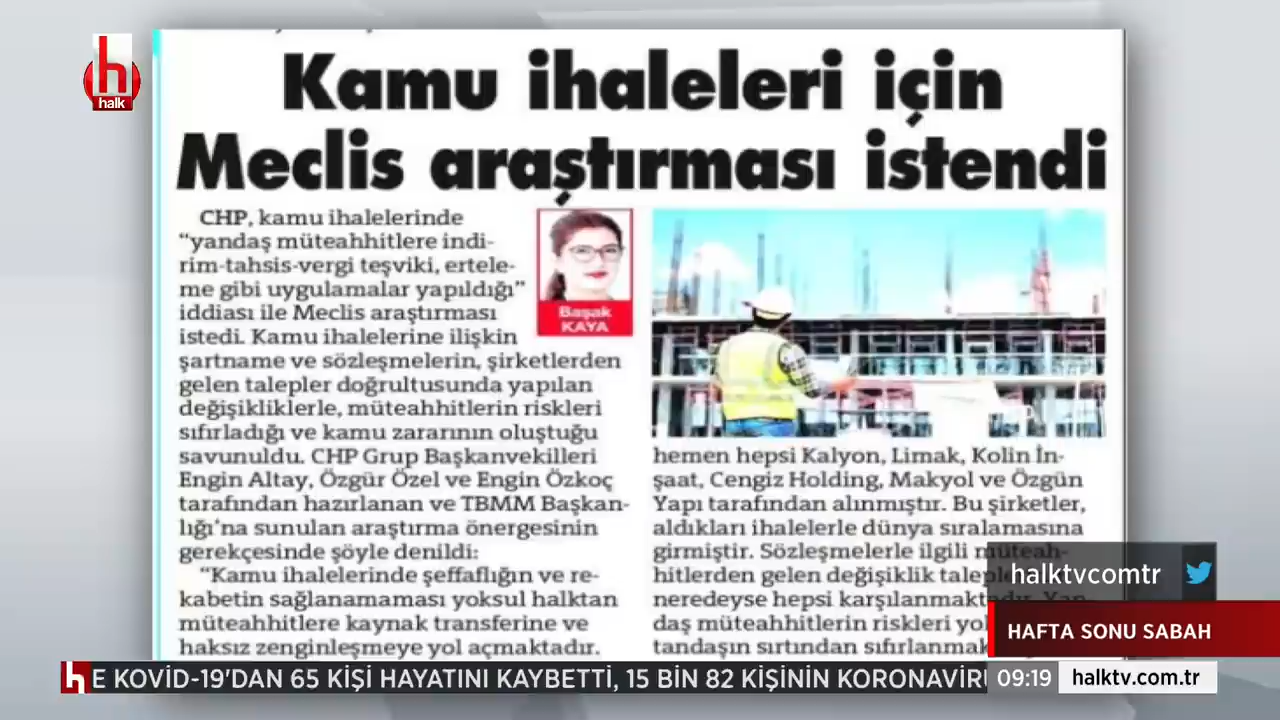 h
halk
Kamu ihaleleri için
Meclis araştırması istendi
CHP, kamu ihalelerinde
“yandaş müteahhitlere indi-
rim-tahsis-vergi teşviki, ertele-
me gibi uygulamalar yapıldığı”
iddiası ile Meclis araştırması
istedi. Kamu ihalelerine ilişkin
şartname ve sözleşmelerin, şirketlerden
gelen talepler doğrultusunda yapılan
değişikliklerle, müteahhitlerin riskleri
sıfırladığı ve kamu zararının oluştuğu
savunuldu. CHP Grup Başkanvekilleri
Engin Altay, Özgür Özel ve Engin Özkoç
tarafından hazırlanan ve TBMM Başkan-
lığı’na sunulan araştırma önergesinin
gerekçesinde şöyle denildi:
“Kamu ihalelerinde şeffaflığın ve re-
kabetin sağlanamaması yoksul halktan
müteahhitlere kaynak transferine ve
haksız zenginleşmeye yol açmaktadır.
Başak
KAYA
hemen hepsi Kalyon, Limak, Kolin İn-
şaat, Cengiz Holding, Makyol ve Özgün
Yapı tarafından alınmıştır. Bu şirketler,
aldıkları ihalelerle dünya sıralamasına
girmiştir. Sözleşmelerle ilgili müteah-
hitlerden gelen değişiklik taleple
neredeyse hepsi karşılanmaktadır. Yan-
daş müteahhitlerin riskleri yok
tandaşın sırtından sıfırlanmak
halktvcomtr
HAFTA SONU SABAH
h E KOVİD-19'DAN 65 KİŞİ HAYATINI KAYBETTİ, 15 BİN 82 KİŞİNİN KORONAVİRÜ
09:19 halktv.com.tr